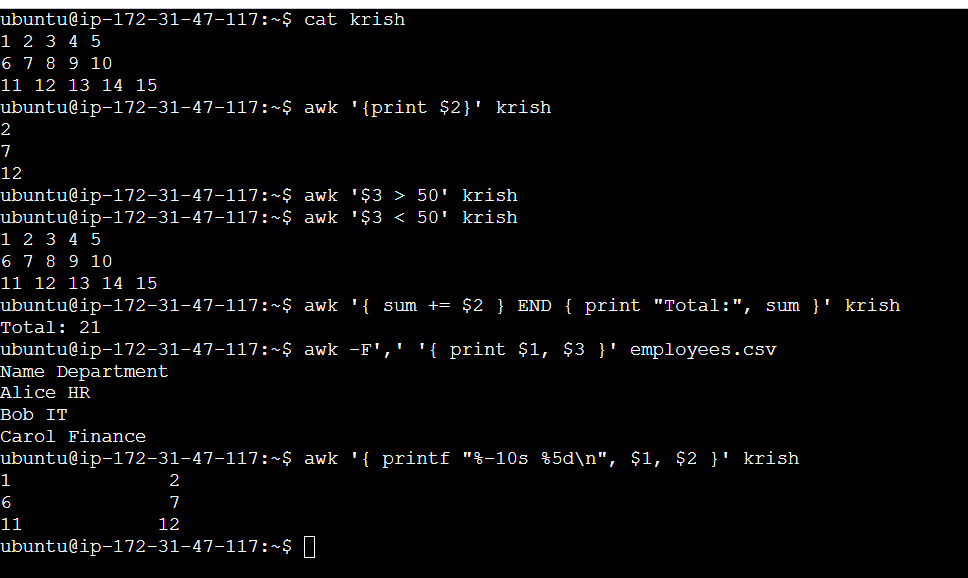 ubuntu@ip-172-31-47-117:~$ cat krish
1 2 3 4 5
6 7 8 9 10
11 12 13 14 15
ubuntu@ip-172-31-47-117:~$ awk '{print $2}' krish
2
7
12
ubuntu@ip-172-31-47-117:~$ awk '$3 > 50' krish
ubuntu@ip-172-31-47-117:~$ awk '$3 < 50' krish
1 2 3 4 5
6 7 8 9 10
11 12 13 14 15
ubuntu@ip-172-31-47-117:~$ awk '{ sum += $2 } END { print "Total:", sum }' krish
Total: 21
ubuntu@ip-172-31-47-117:~$ awk -F',' '{ print $1, $3 }' employees.csv
Name Department
Alice HR
Bob IT
Carol Finance
ubuntu@ip-172-31-47-117:~$ awk '{ printf "%-10s %5d\n", $1, $2 }' krish
1              2
6              7
11            12
ubuntu@ip-172-31-47-117:~$